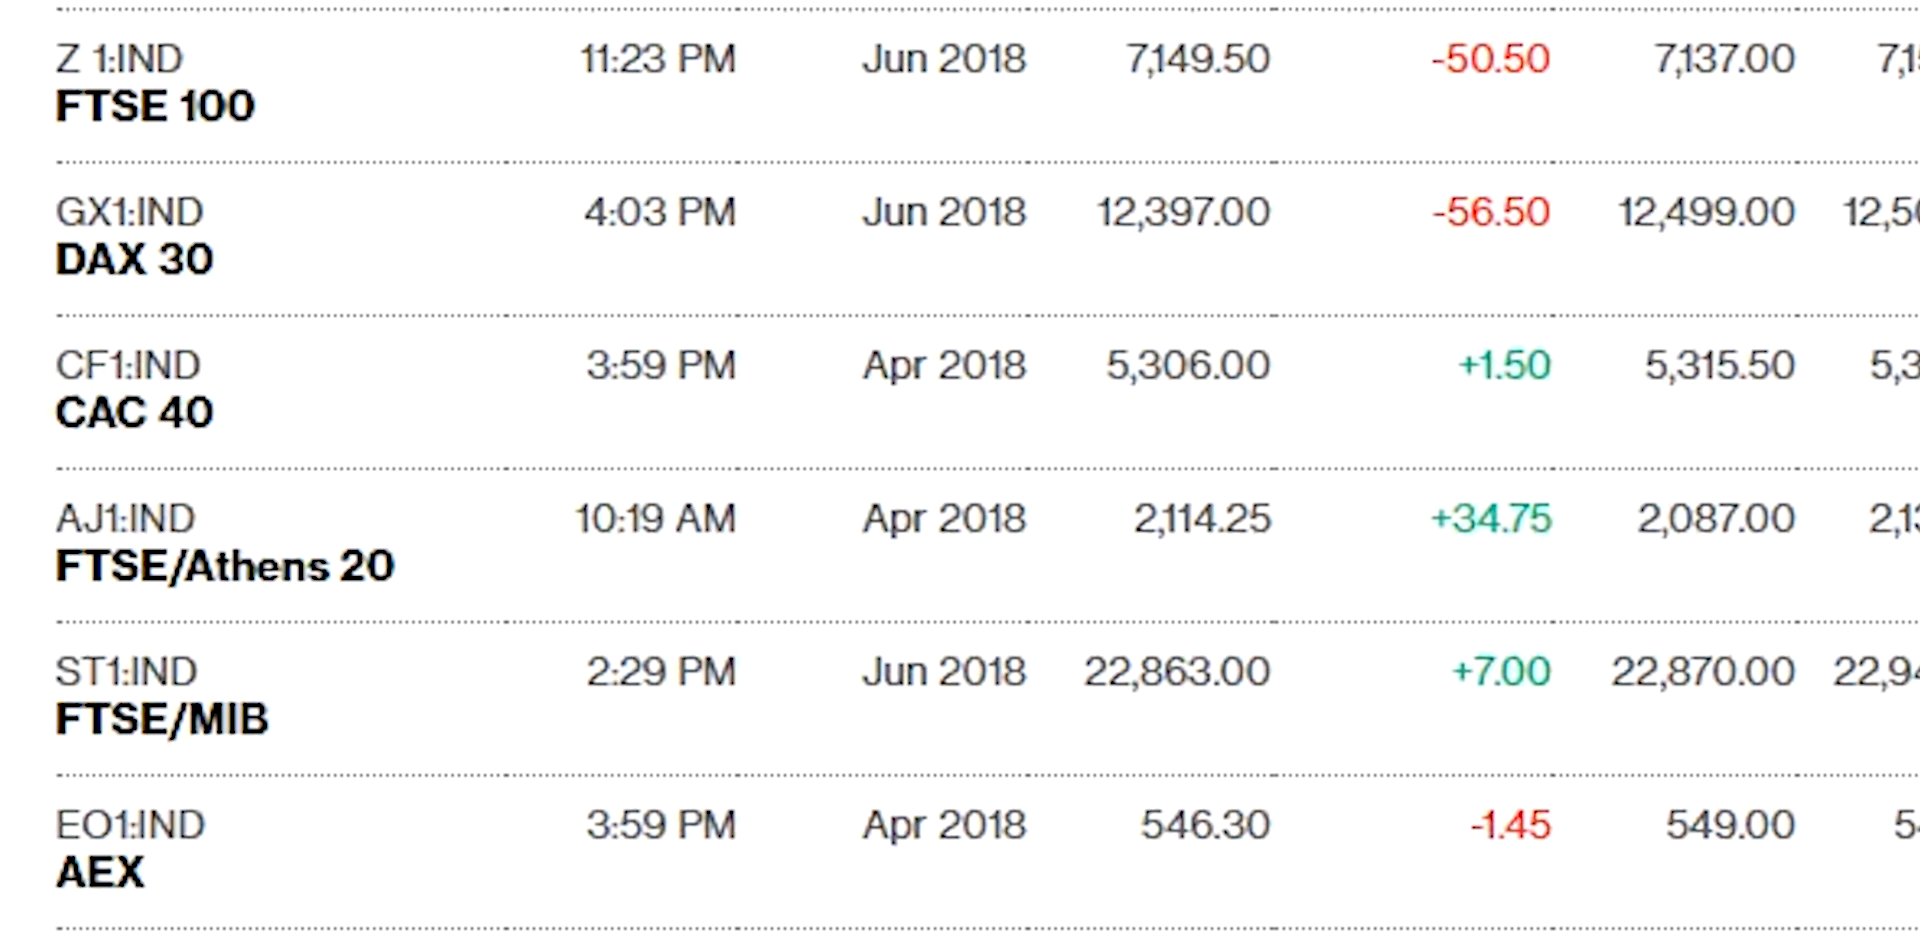 Z 1:IND 11:23 PM Jun 2018 7,149.50 -50.50 7,137.00
FTSE 100
GX1:IND 4:03 PM Jun 2018 12,397.00 -56.50 12,499.00
DAX 30
CF1:IND 3:59 PM Apr 2018 5,306.00 +1.50 5,315.50
CAC 40
AJ1:IND 10:19 AM Apr 2018 2,114.25 +34.75 2,087.00
FTSE/Athens 20
ST1:IND 2:29 PM Jun 2018 22,863.00 +7.00 22,870.00
FTSE/MIB
EO1:IND 3:59 PM Apr 2018 546.30 -1.45 549.00
AEX